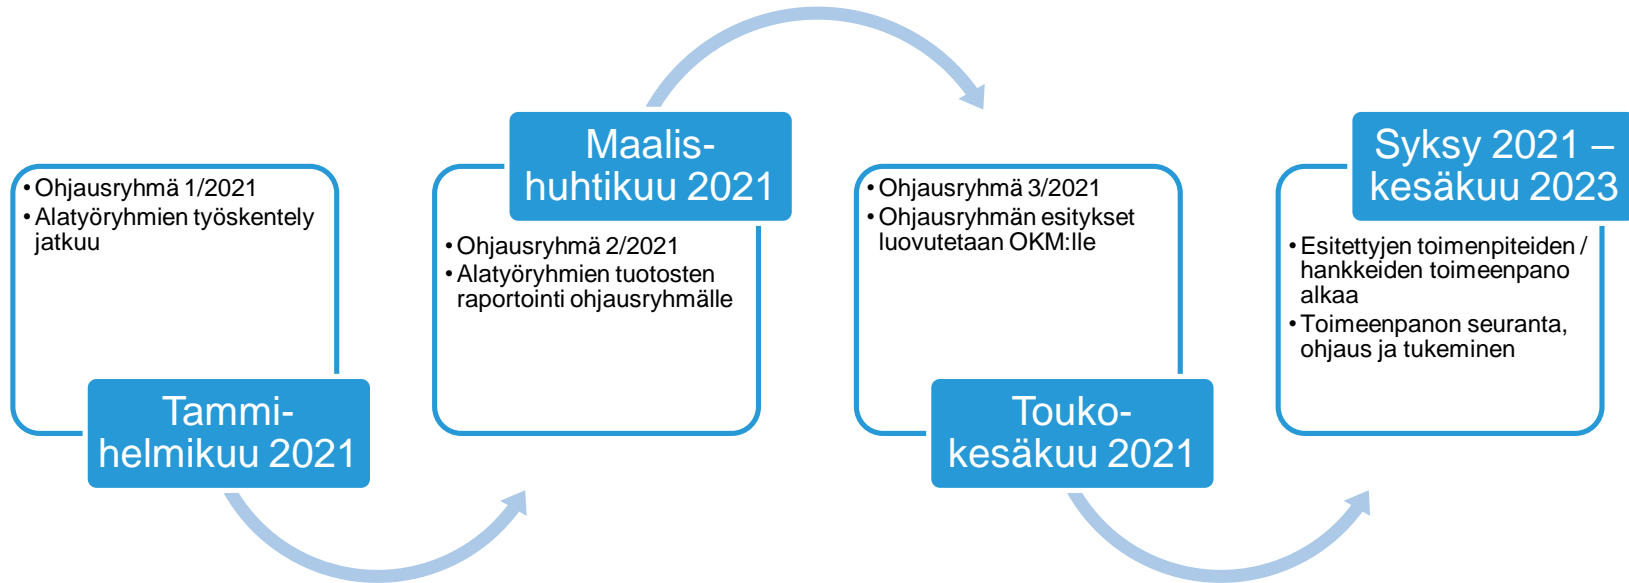 • Ohjausryhmä 1/2021
• Alatyöryhmien työskentely
jatkuu
Tammi-
helmikuu 2021
Maalis-
huhtikuu 2021
• Ohjausryhmä 2/2021
• Alatyöryhmien tuotosten
raportointi ohjausryhmälle
• Ohjausryhmä 3/2021
• Ohjausryhmän esitykset
luovutetaan OKM:lle
Touko-
kesäkuu 2021
Syksy 2021 –
kesäkuu 2023
• Esitettyjen toimenpiteiden /
hankkeiden toimeenpano
alkaa
• Toimeenpanon seuranta,
ohjaus ja tukeminen